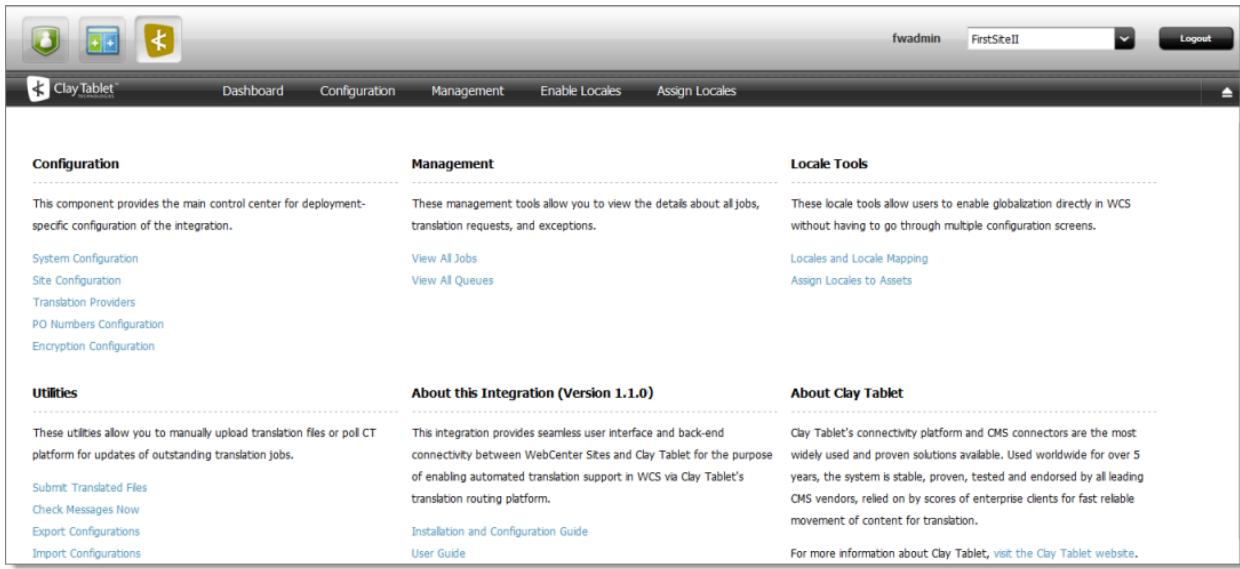 fwadmin FirstSiteII Logout
Clay Tablet TECHNOLOGIES Dashboard Configuration Management Enable Locales Assign Locales
Configuration
This component provides the main control center for deployment-
specific configuration of the integration.
System Configuration
Site Configuration
Translation Providers
PO Numbers Configuration
Encryption Configuration
Management
These management tools allow you to view the details about all jobs,
translation requests, and exceptions.
View All Jobs
View All Queues
Locale Tools
These locale tools allow users to enable globalization directly in WCS
without having to go through multiple configuration screens.
Locales and Locale Mapping
Assign Locales to Assets
Utilities
These utilities allow you to manually upload translation files or poll CT
platform for updates of outstanding translation jobs.
Submit Translated Files
Check Messages Now
Export Configurations
Import Configurations
About this Integration (Version 1.1.0)
This integration provides seamless user interface and back-end
connectivity between WebCenter Sites and Clay Tablet for the purpose
of enabling automated translation support in WCS via Clay Tablet's
translation routing platform.
Installation and Configuration Guide
User Guide
About Clay Tablet
Clay Tablet's connectivity platform and CMS connectors are the most
widely used and proven solutions available. Used worldwide for over 5
years, the system is stable, proven, tested and endorsed by all leading
CMS vendors, relied on by scores of enterprise clients for fast reliable
movement of content for translation.
For more information about Clay Tablet, visit the Clay Tablet website.